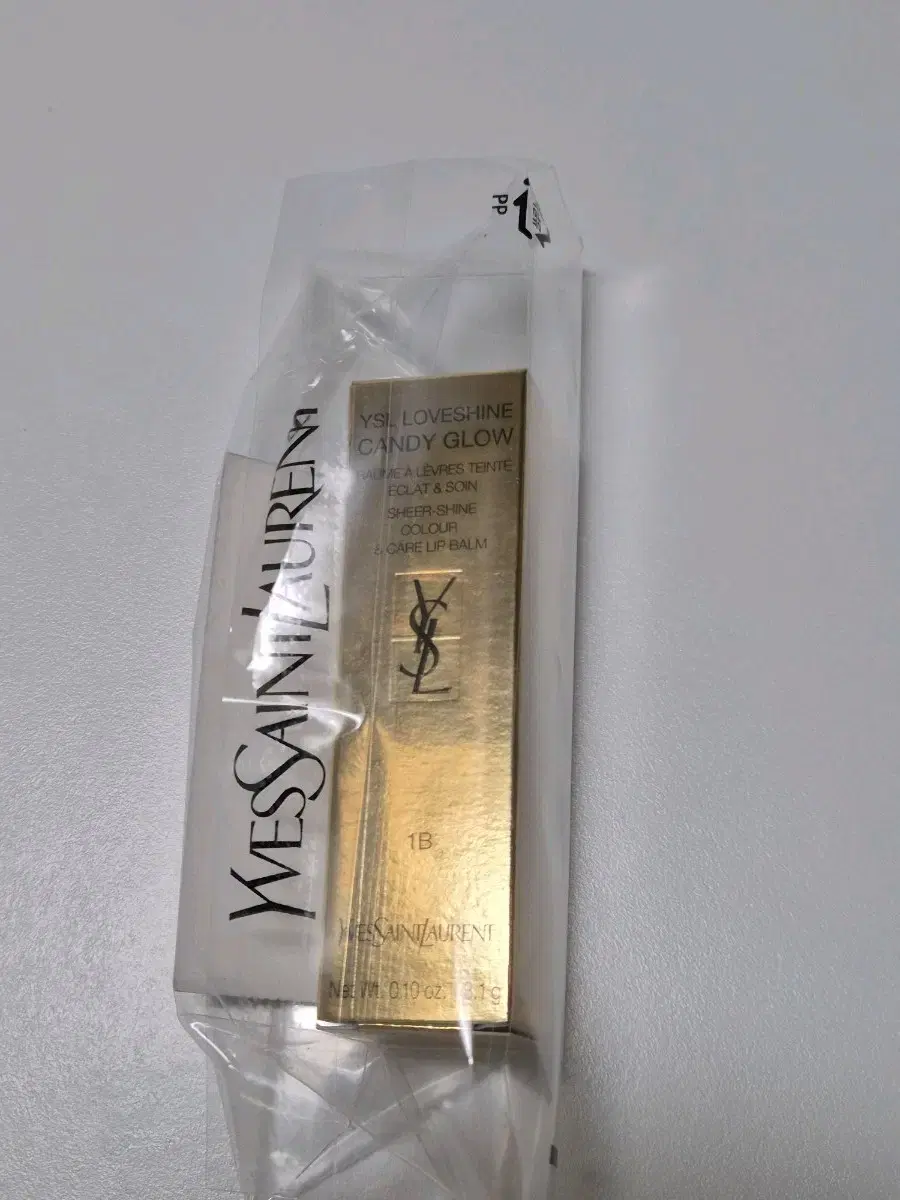 PP
YVESSAINTLAURENT
YSL LOVESHINE
CANDY GLOW
BAUME À LÈVRES TEINTÉ
ÉCLAT & SOIN
SHEER-SHINE
COLOUR
& CARE LIP BALM
YSL
1B
YVESSAINTLAURENT
Net Wt. 0.10 oz. / 3.1 g